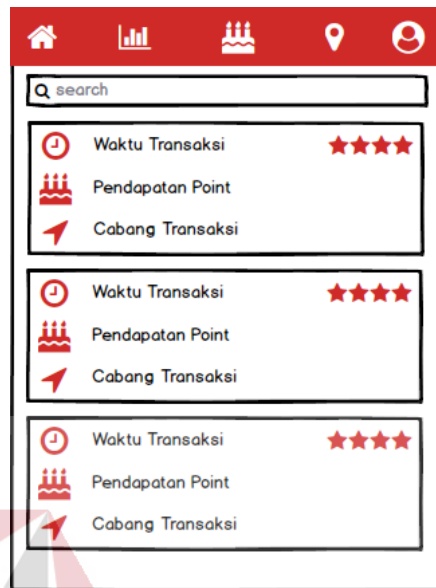 search
Waktu Transaksi
Pendapatan Point
Cabang Transaksi
Waktu Transaksi
Pendapatan Point
Cabang Transaksi
Waktu Transaksi
Pendapatan Point
Cabang Transaksi